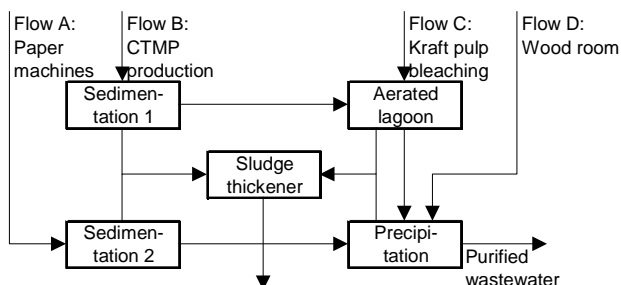 Flow A:
Paper
machines
Flow B:
CTMP
production
Flow C:
Kraft pulp
bleaching
Flow D:
Wood room
Sedimen-
tation 1
Aerated
lagoon
Sludge
thickener
Sedimen-
tation 2
Precipi-
tation
Purified
wastewater